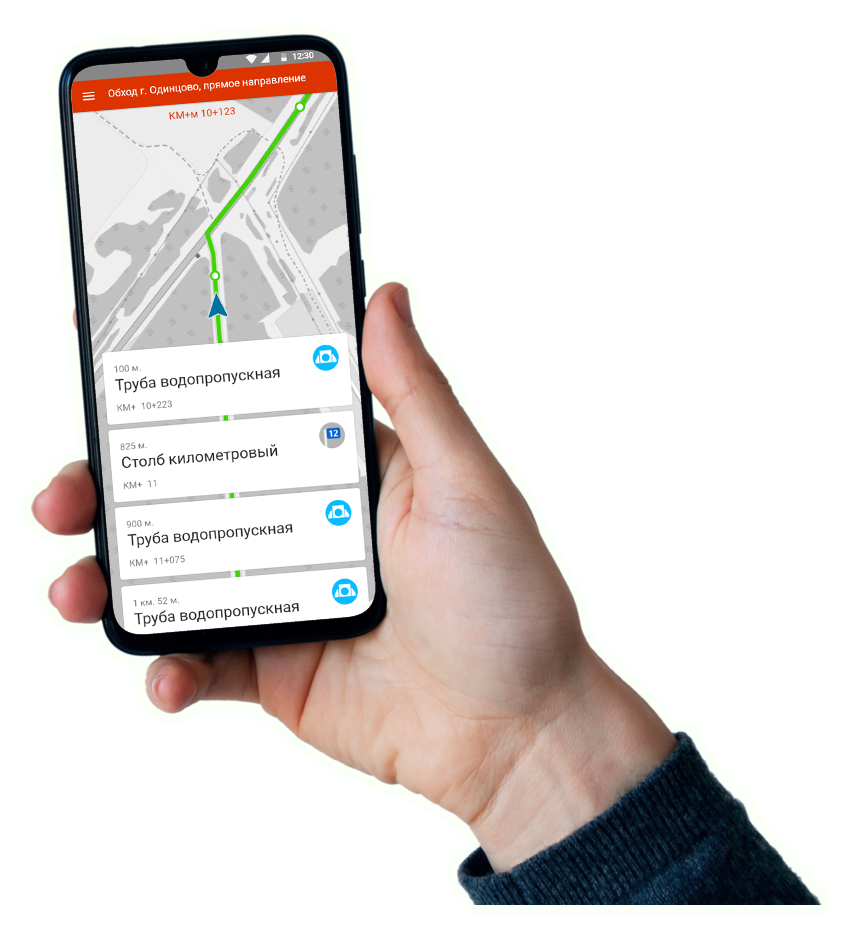 12:30
Обход г. Одинцово, прямое направление
КМ+м 10+123
100 м.
Труба водопропускная
КМ+ 10+223
825 м.
12
Столб километровый
КМ+ 11
900 м.
Труба водопропускная
КМ+ 11+075
1 км. 52 м.
Труба водопропускная